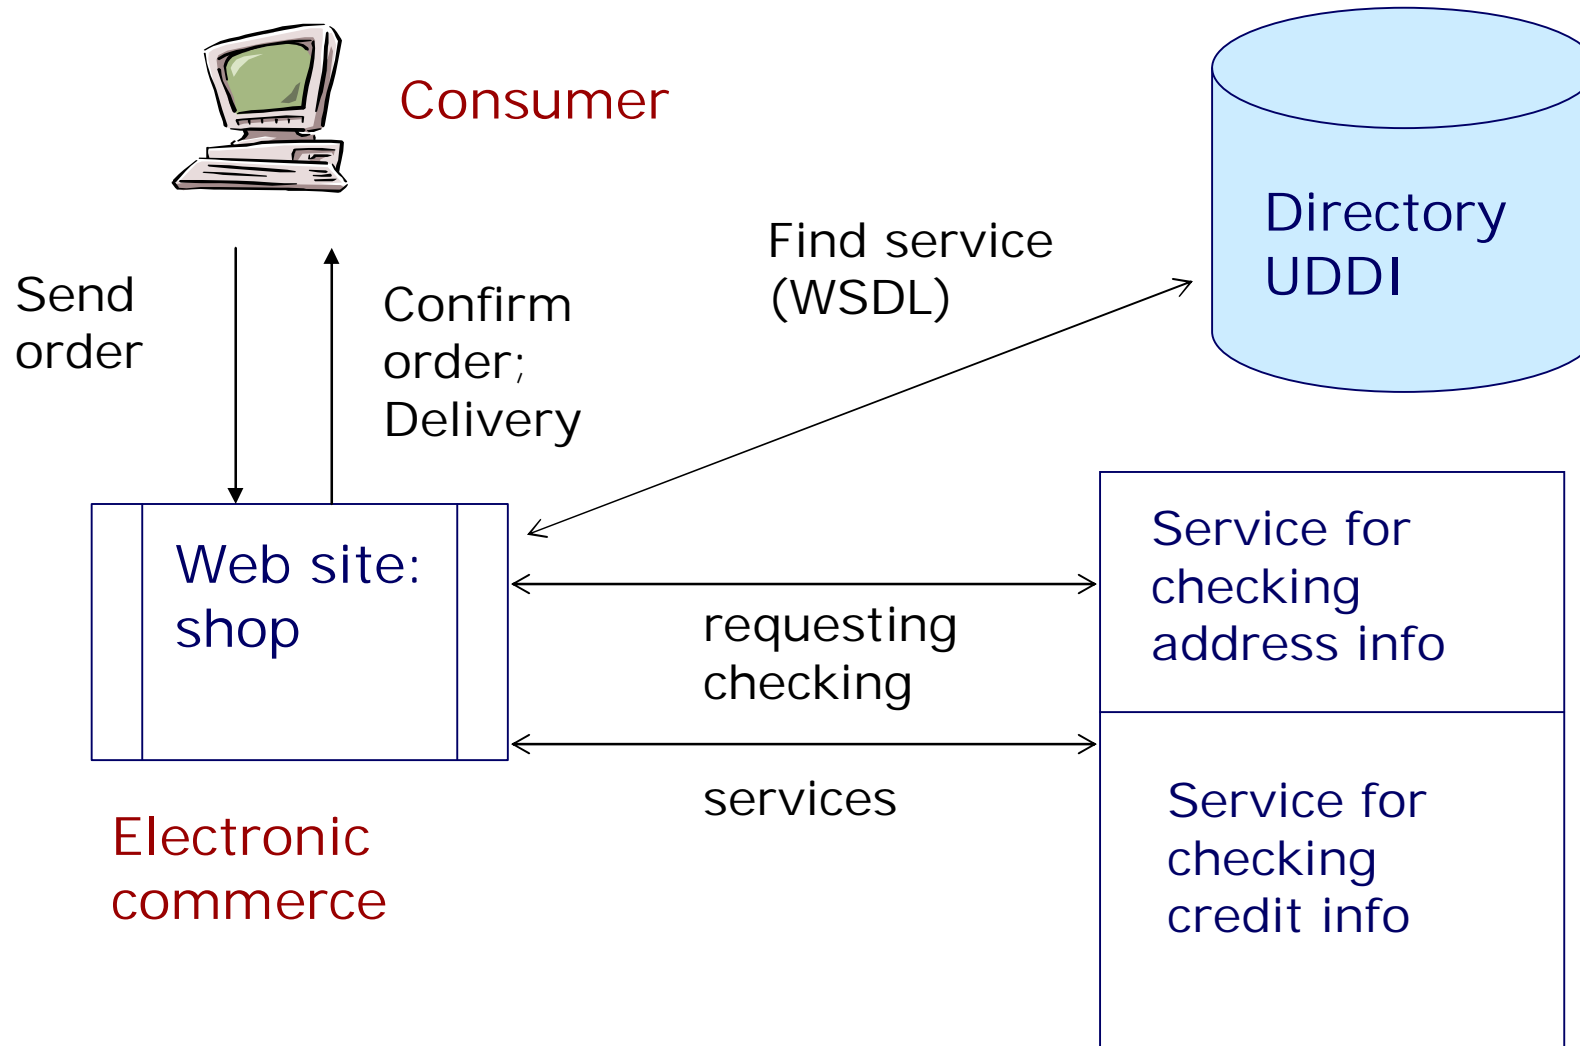 Consumer
Directory
UDDI
Find service
(WSDL)
Send
order
Confirm
order;
Delivery
Web site:
shop
requesting
checking
services
Service for
checking
address info
Service for
checking
credit info
Electronic
commerce